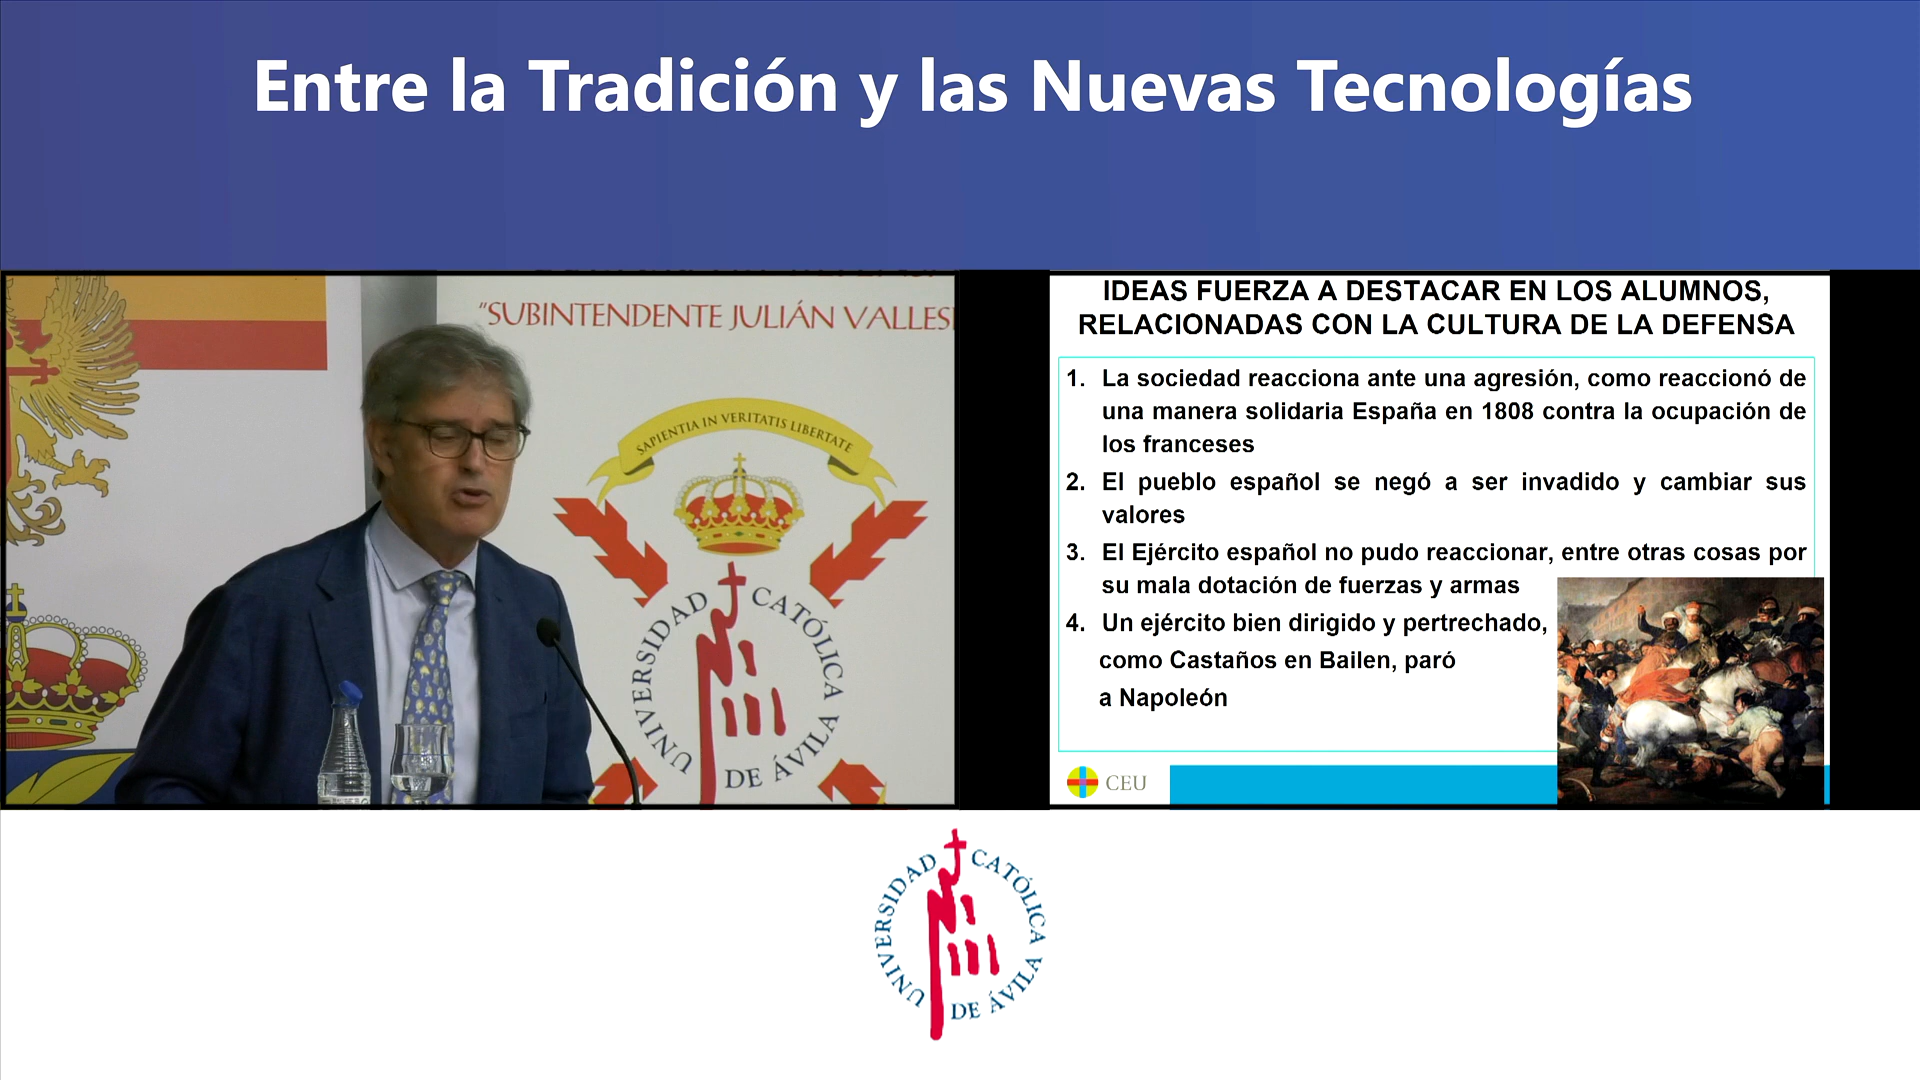 Entre la Tradición y las Nuevas Tecnologías
"SUBINTENDENTE JULIÁN
SAPIENTIA IN VERITATIS LIBERTATE
UNIVERSIDAD CATÓLICA DE ÁVILA
IDEAS FUERZA A DESTACAR EN LOS ALUMNOS,
RELACIONADAS CON LA CULTURA DE LA DEFENSA
1. La sociedad reacciona ante una agresión, como reaccionó de
una manera solidaria España en 1808 contra la ocupación de
los franceses
2. El pueblo español se negó a ser invadido y cambiar sus
valores
3. El Ejército español no pudo reaccionar, entre otras cosas por
su mala dotación de fuerzas y armas
4. Un ejército bien dirigido y pertrechado,
como Castaños en Bailen, paró
a Napoleón
CEU
UNIVERSIDAD CATÓLICA DE ÁVILA